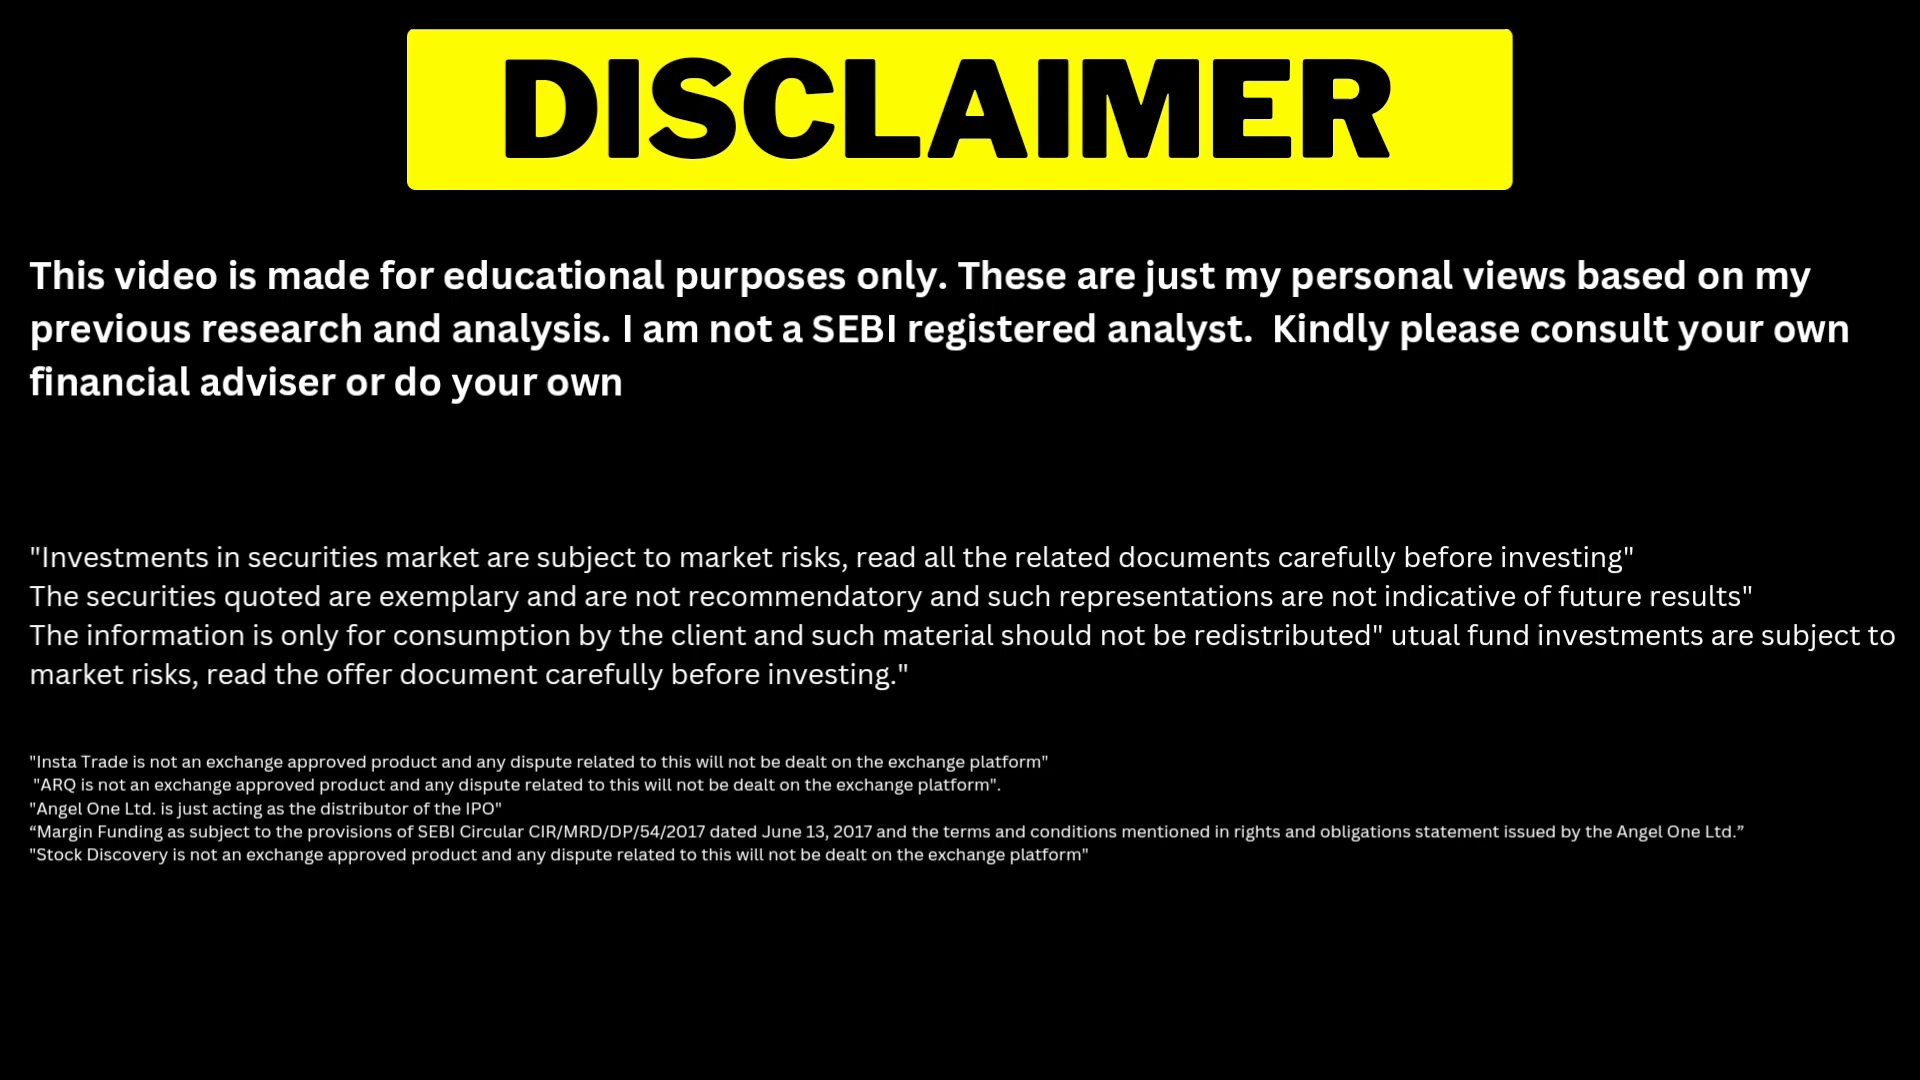 DISCLAIMER
This video is made for educational purposes only. These are just my personal views based on my
previous research and analysis. I am not a SEBI registered analyst.  Kindly please consult your own
financial adviser or do your own
"Investments in securities market are subject to market risks, read all the related documents carefully before investing"
The securities quoted are exemplary and are not recommendatory and such representations are not indicative of future results"
The information is only for consumption by the client and such material should not be redistributed" utual fund investments are subject to
market risks, read the offer document carefully before investing."
"Insta Trade is not an exchange approved product and any dispute related to this will not be dealt on the exchange platform"
"ARQ is not an exchange approved product and any dispute related to this will not be dealt on the exchange platform".
"Angel One Ltd. is just acting as the distributor of the IPO"
“Margin Funding as subject to the provisions of SEBI Circular CIR/MRD/DP/54/2017 dated June 13, 2017 and the terms and conditions mentioned in rights and obligations statement issued by the Angel One Ltd.”
"Stock Discovery is not an exchange approved product and any dispute related to this will not be dealt on the exchange platform"